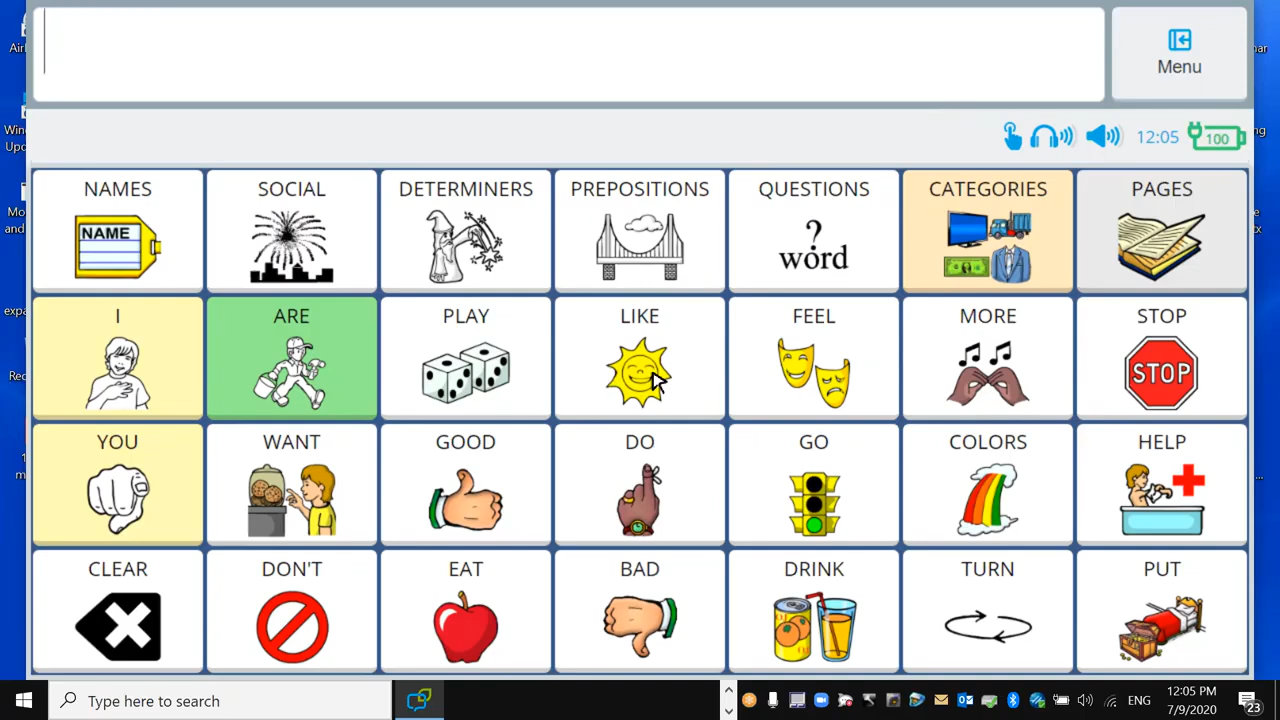 Menu
12:05
100
NAMES SOCIAL DETERMINERS PREPOSITIONS QUESTIONS CATEGORIES PAGES
NAME
?
word
I ARE PLAY LIKE FEEL MORE STOP
STOP
YOU WANT GOOD DO GO COLORS HELP
CLEAR DON'T EAT BAD DRINK TURN PUT
Type here to search
ENG
12:05 PM
7/9/2020
23